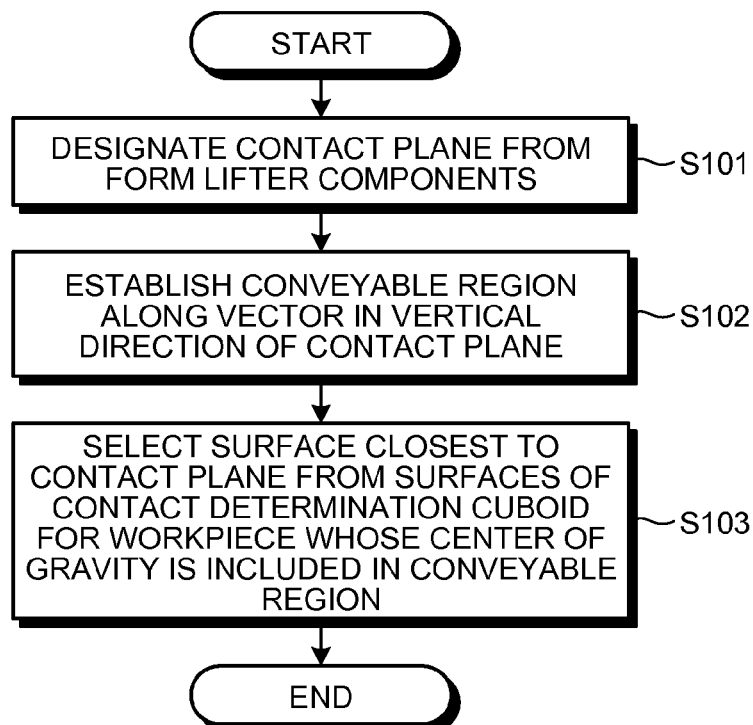 START
DESIGNATE CONTACT PLANE FROM
FORM LIFTER COMPONENTS
S101
ESTABLISH CONVEYABLE REGION
ALONG VECTOR IN VERTICAL
DIRECTION OF CONTACT PLANE
S102
SELECT SURFACE CLOSEST TO
CONTACT PLANE FROM SURFACES OF
CONTACT DETERMINATION CUBOID
FOR WORKPIECE WHOSE CENTER OF
GRAVITY IS INCLUDED IN CONVEYABLE
REGION
S103
END